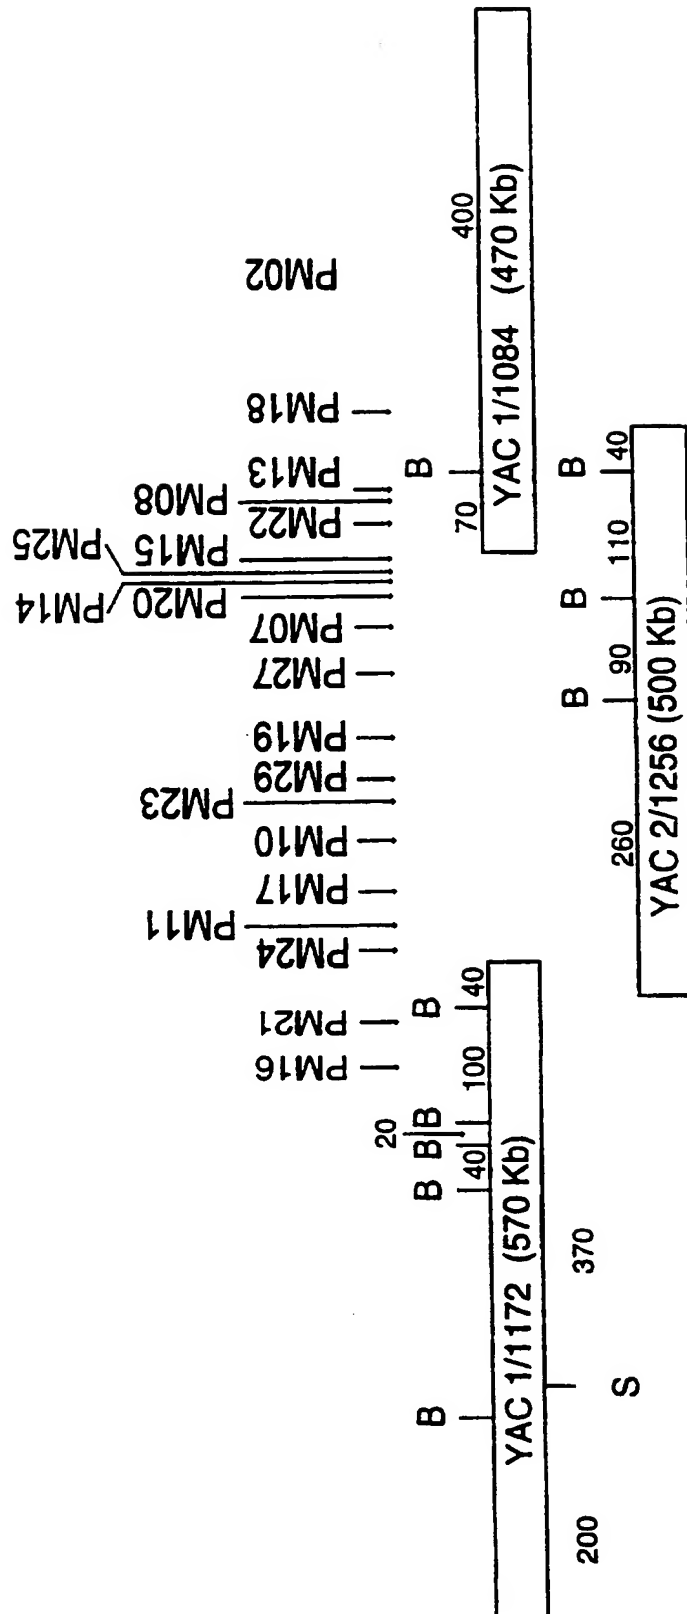 PM16
PM21
PM24
PM11
PM17
PM10
PM23
PM29
PM19
PM27
PM07
PM20
PM14
PM25
PM15
PM22
PM08
PM13
PM18
PM02
B
B
20
B
B
B
B
40
100
40
YAC 1/1172 (570 Kb)
200
S
370
70
400
YAC 1/1084 (470 Kb)
B
B
B
260
90
110
40
YAC 2/1256 (500 Kb)